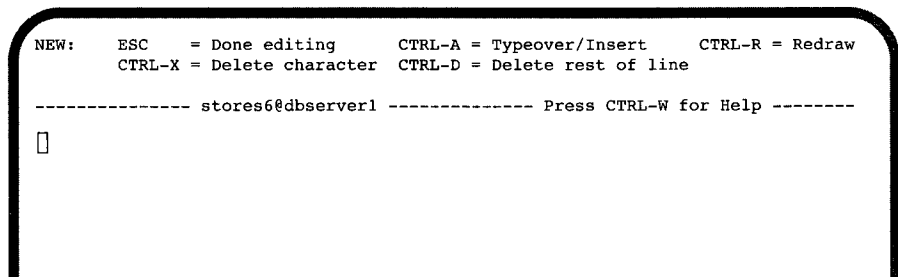 NEW:    ESC    = Done editing      CTRL-A = Typeover/Insert    CTRL-R = Redraw
        CTRL-X = Delete character  CTRL-D = Delete rest of line
--------------- stores6@dbserver1 -------------- Press CTRL-W for Help --------